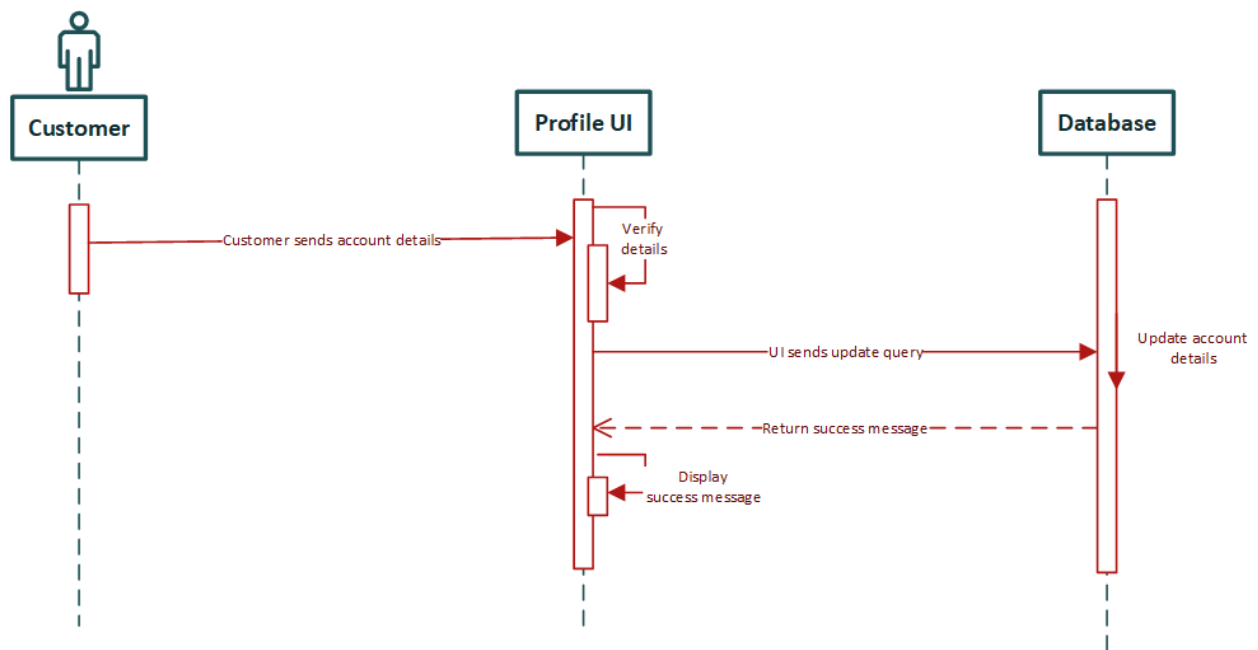 Customer
Profile UI
Database
Verify
details
Customer sends account details
UI sends update query
Update account
details
Return success message
Display
success message